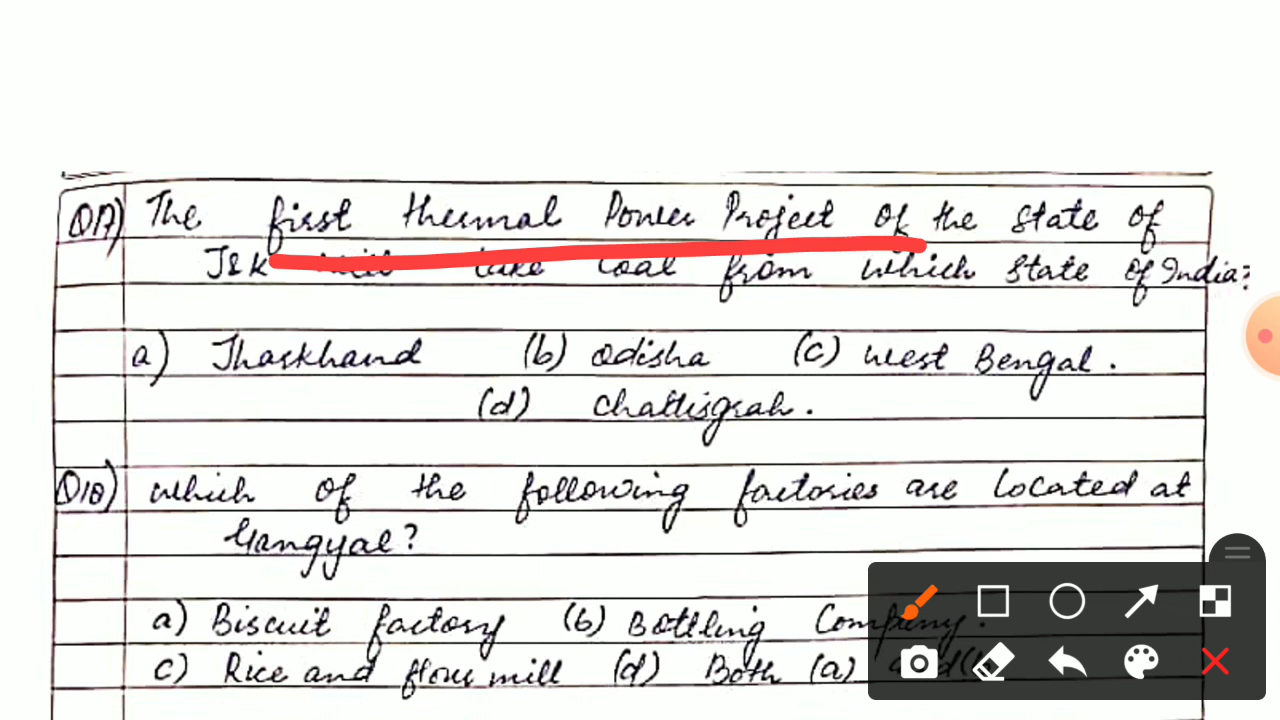 Q17) The first thermal Power Project of the state of
J&K will take coal from which state of India?
a) Jharkhand (b) Odisha (c) West Bengal.
(d) Chattisgrah.
Q18) which of the following factories are located at
Gangyal?
a) Biscuit factory (b) Bottling Company.
c) Rice and flour mill (d) Both (a)